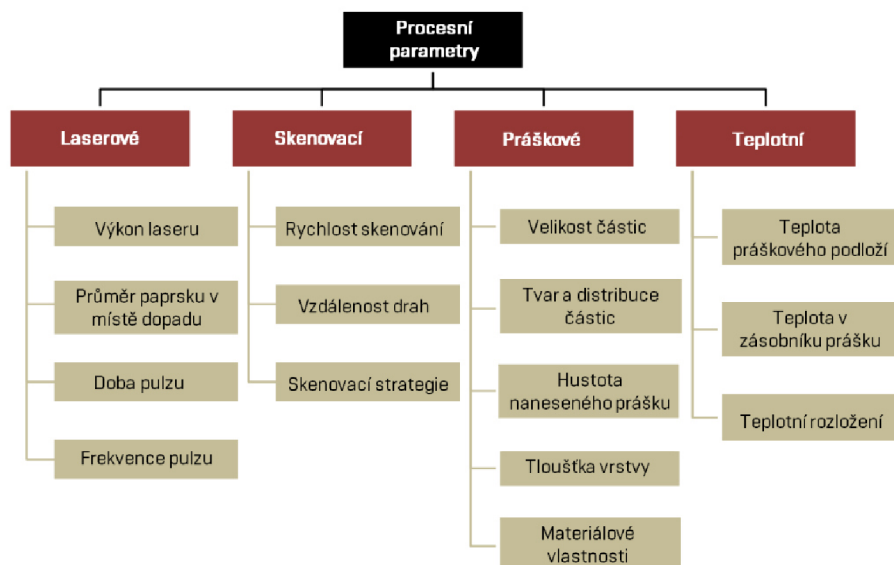 Procesní
parametry
Laserové
Výkon laseru
Průměr paprsku v
místě dopadu
Doba pulzu
Frekvence pulzu
Skenovací
Rychlost skenování
Vzdálenost drah
Skenovací strategie
Práškové
Velikost částic
Tvar a distribuce
částic
Hustota
naneseného prášku
Tloušťka vrstvy
Materiálové
vlastnosti
Teplotní
Teplota
práškového podloží
Teplota v
zásobníku prášku
Teplotní rozložení